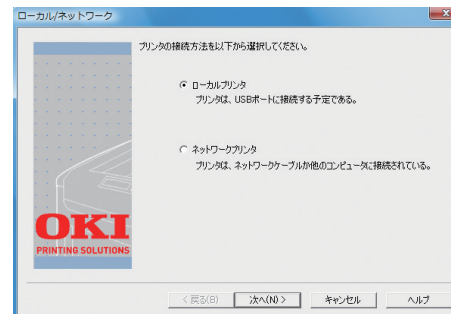 ローカル/ネットワーク
プリンタの接続方法を以下から選択してください。
ローカルプリンタ
プリンタは、USBポートに接続する予定である。
ネットワークプリンタ
プリンタは、ネットワークケーブルか他のコンピュータに接続されている。
OKI
PRINTING SOLUTIONS
< 戻る(B) 次へ(N) > キャンセル ヘルプ